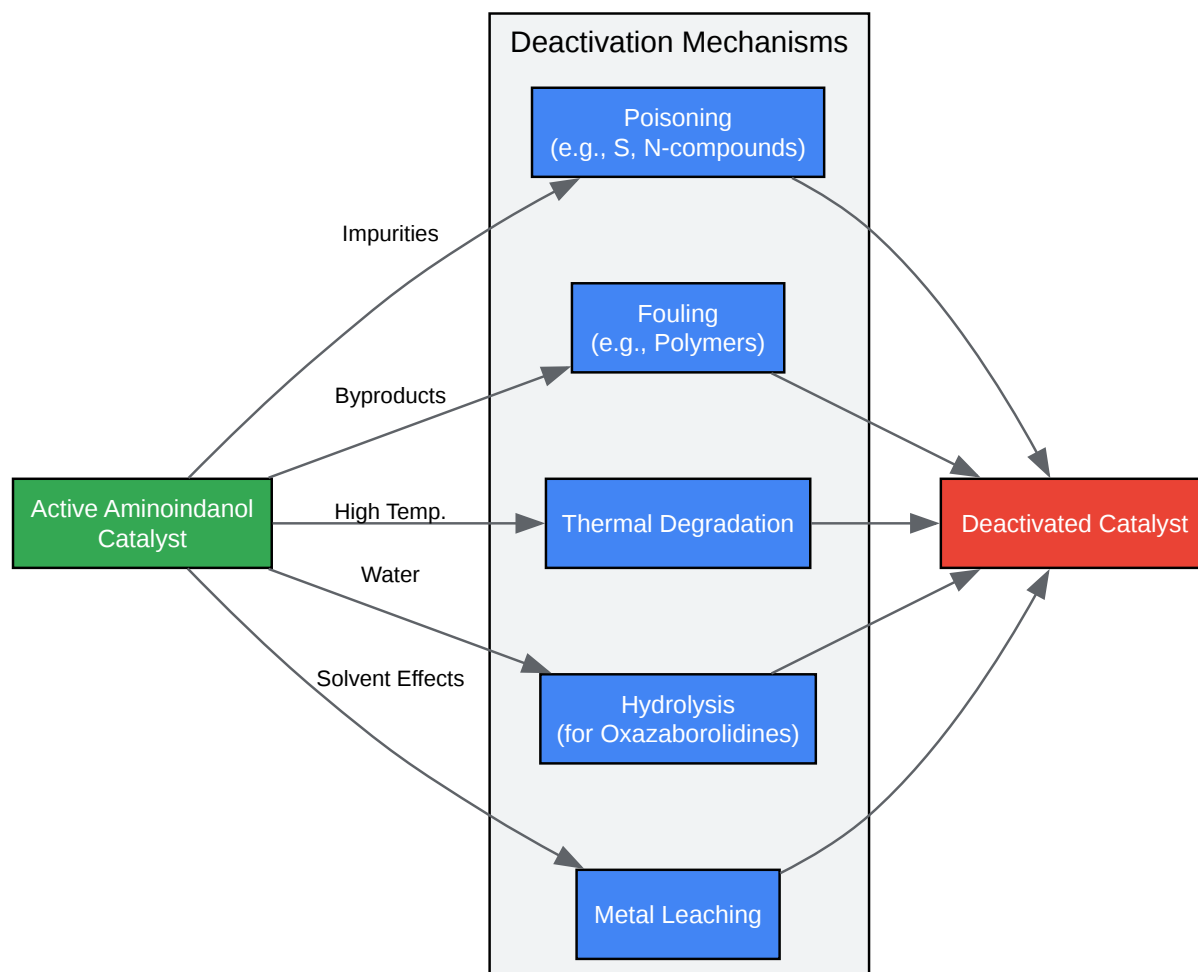 Deactivation Mechanisms
Poisoning
(e.g., S, N-compounds)
Impurities
Fouling
(e.g., Polymers)
Byproducts
Active Aminoindanol
Catalyst
High Temp.
Thermal Degradation
Deactivated Catalyst
Water
Solvent Effects
Hydrolysis
(for Oxazaborolidines)
Metal Leaching